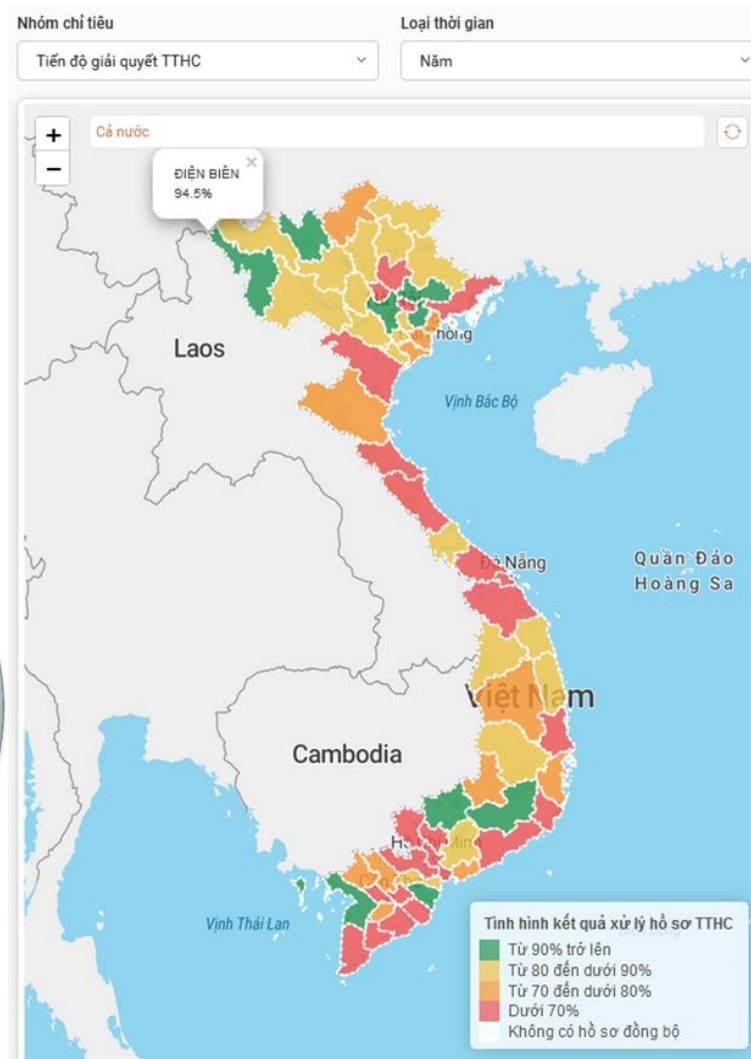 Nhóm chỉ tiêu
Loại thời gian
Tiến độ giải quyết TTHC
Năm
+
Cả nước
−
ĐIỆN BIÊN
94.5%
×
Laos
Vịnh Bắc Bộ
Đà Nẵng
Quần Đảo
Hoàng Sa
Việt Nam
Cambodia
Vịnh Thái Lan
Tình hình kết quả xử lý hồ sơ TTHC
Từ 90% trở lên
Từ 80 đến dưới 90%
Từ 70 đến dưới 80%
Dưới 70%
Không có hồ sơ đồng bộ